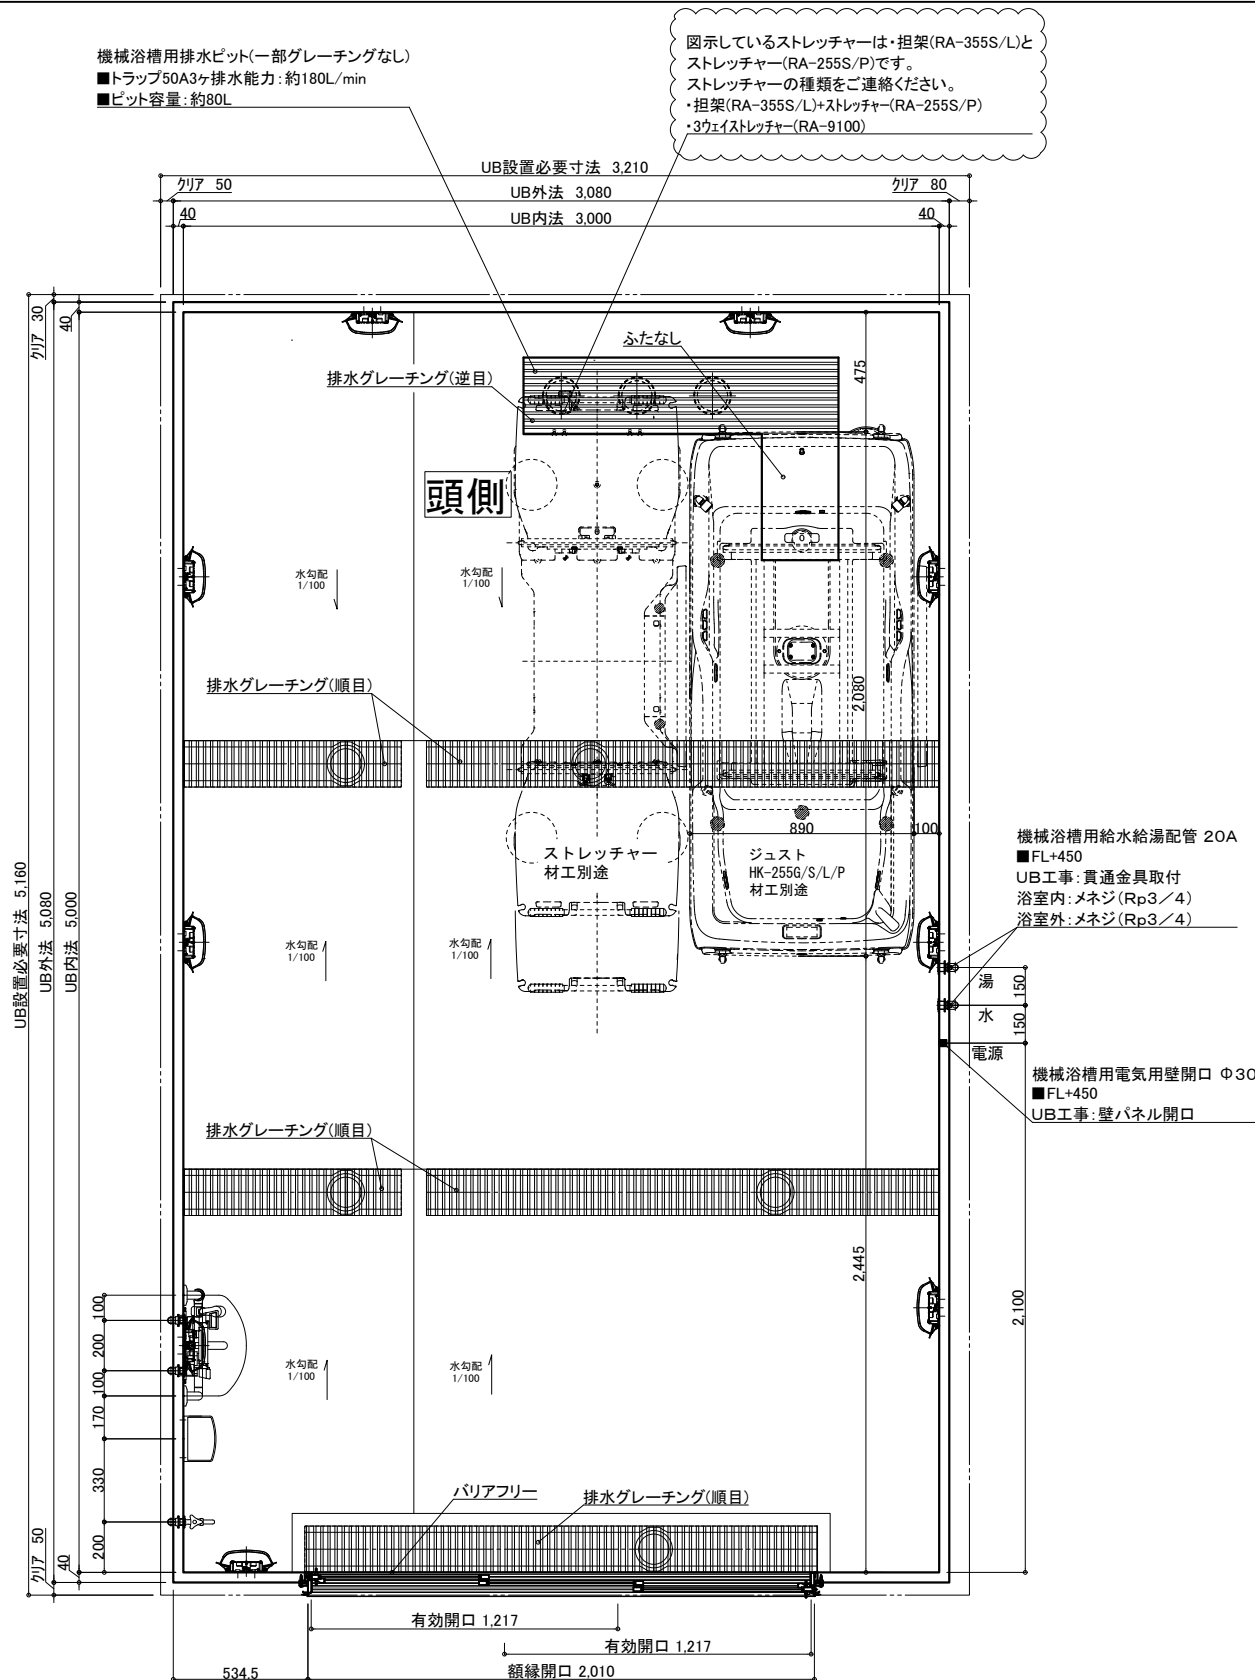 機械浴槽用排水ピット(一部グレーチングなし)
■トラップ50A3ヶ排水能力:約180L/min
■ピット容量:約80L
図示しているストレッチャーは・担架(RA-355S/L)と
ストレッチャー(RA-255S/P)です。
ストレッチャーの種類をご連絡ください。
・担架(RA-355S/L)+ストレッチャー(RA-255S/P)
・3ウェイストレッチャー(RA-9100)
UB設置必要寸法 3,210
クリア 50
UB外法 3,080
クリア 80
40
UB内法 3,000
40
クリア 30
40
ふたなし
475
排水グレーチング(逆目)
頭側
水勾配
1/100
水勾配
1/100
排水グレーチング(順目)
2,080
890
100
ストレッチャー
材工別途
ジュスト
HK-255G/S/L/P
材工別途
機械浴槽用給水給湯配管 20A
■FL+450
UB工事:貫通金具取付
浴室内:メネジ(Rp3/4)
浴室外:メネジ(Rp3/4)
UB設置必要寸法 5,160
UB外法 5,080
UB内法 5,000
水勾配
1/100
水勾配
1/100
湯
150
水
150
電源
機械浴槽用電気用壁開口 Φ30
■FL+450
UB工事:壁パネル開口
排水グレーチング(順目)
2,445
2,100
100
200
100
170
330
200
水勾配
1/100
水勾配
1/100
バリアフリー
排水グレーチング(順目)
クリア 50
40
有効開口 1,217
有効開口 1,217
534.5
額縁開口 2,010